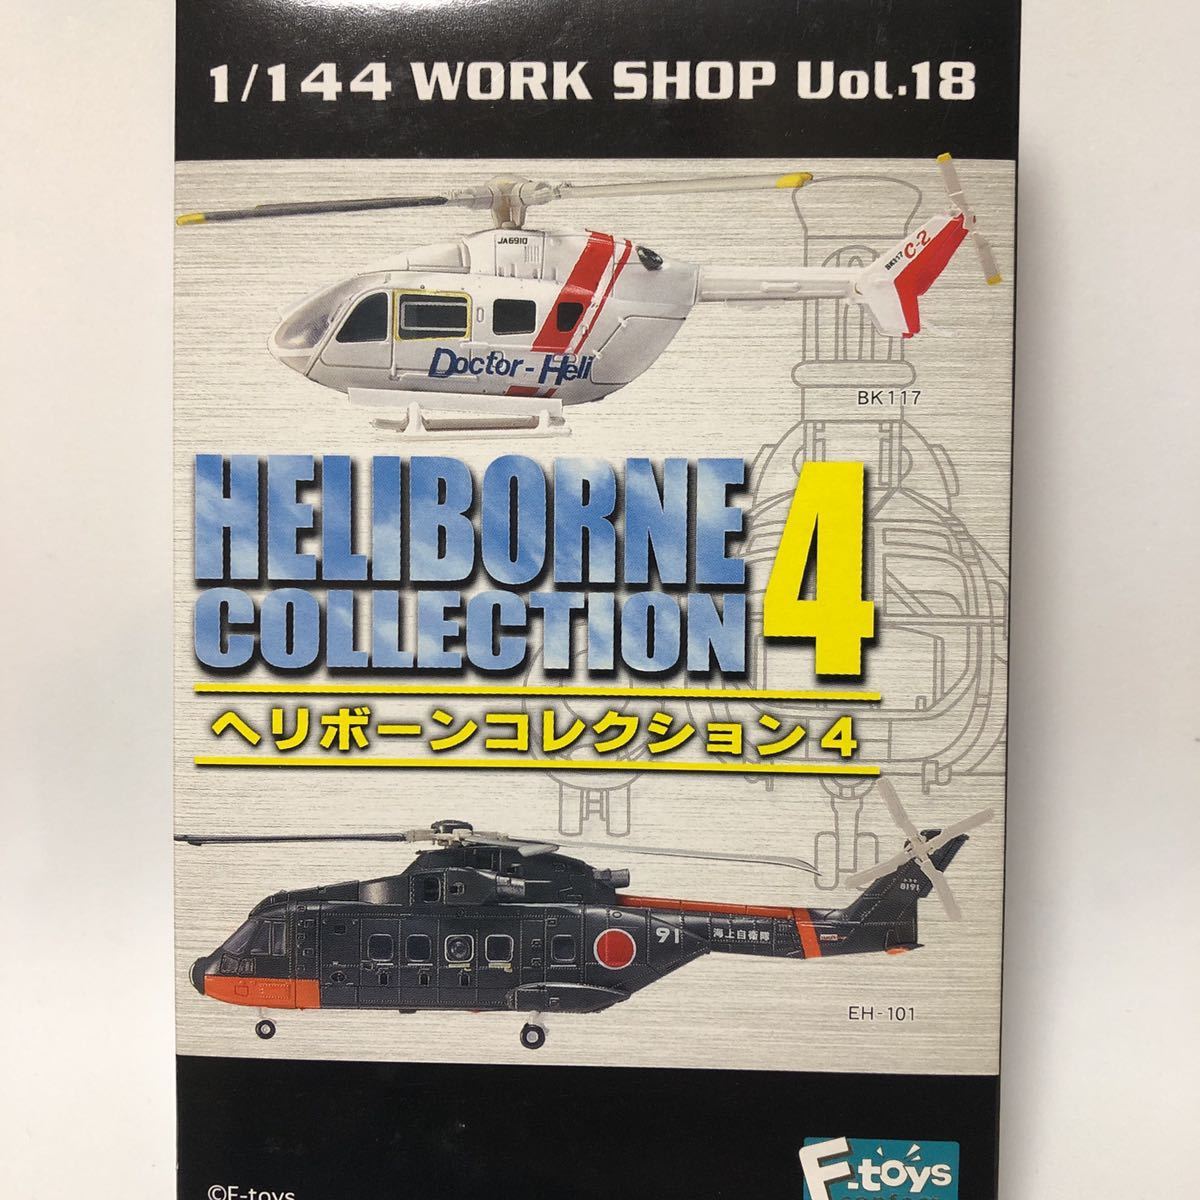 1/144 WORK SHOP Vol.18
JA6910
BK117 C-2
Doctor-Heli
BK117
HELIBORNE
COLLECTION 4
ヘリボーンコレクション4
8191
91 海上自衛隊
EH-101
F-toys
©F-toys